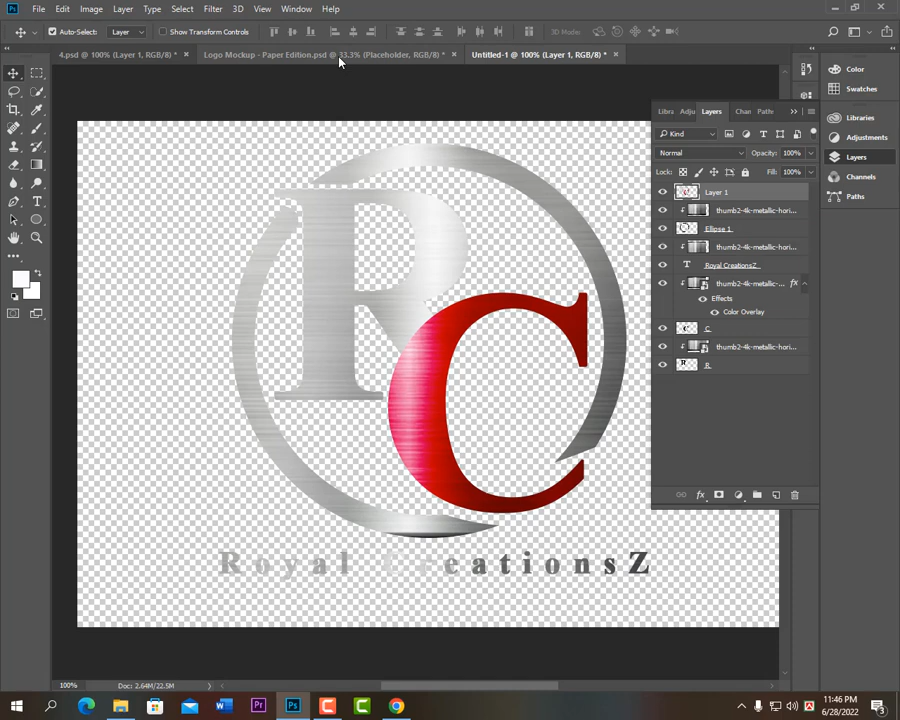 Ps File Edit Image Layer Type Select Filter 3D View Window Help
Auto-Select: Layer Show Transform Controls 3D Mode:
4.psd @ 100% (Layer 1, RGB/8) * × Logo Mockup - Paper Edition.psd @ 33.3% (Placeholder, RGB/8) * × Untitled-1 @ 100% (Layer 1, RGB/8) * ×
Color
Swatches
Libra Adju Layers Chan Paths
Libraries
Kind
Adjustments
Normal Opacity: 100%
Layers
Lock: Fill: 100%
Channels
Layer 1
Paths
thumb2-4k-metallic-hori...
Ellipse 1
thumb2-4k-metallic-hori...
T Royal CreationsZ
thumb2-4k-metallic-... fx
Effects
Color Overlay
C
thumb2-4k-metallic-hori...
R
R C
Royal CreationsZ
100% Doc: 2.64M/22.5M
11:46 PM
6/28/2022